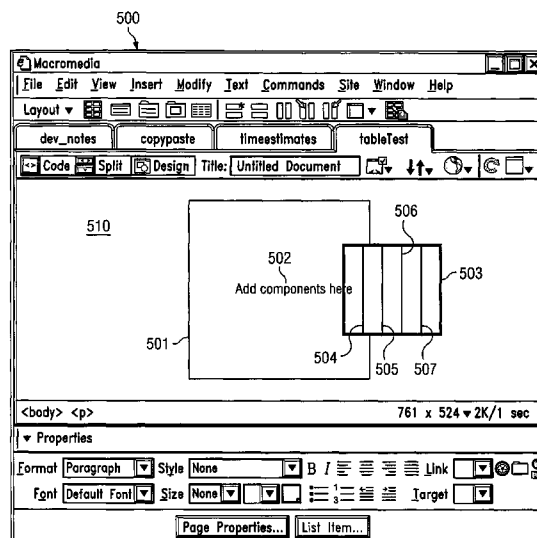 500
Macromedia
File Edit View Insert Modify Text Commands Site Window Help
Layout
dev_notes copypaste timeestimates tableTest
Code Split Design Title: Untitled Document
510
506
502
Add components here
503
501
504
505
507
<body> <p> 761 x 524 2K/1 sec
Properties
Format Paragraph Style None B I Link
Font Default Font Size None Target
Page Properties... List Item...